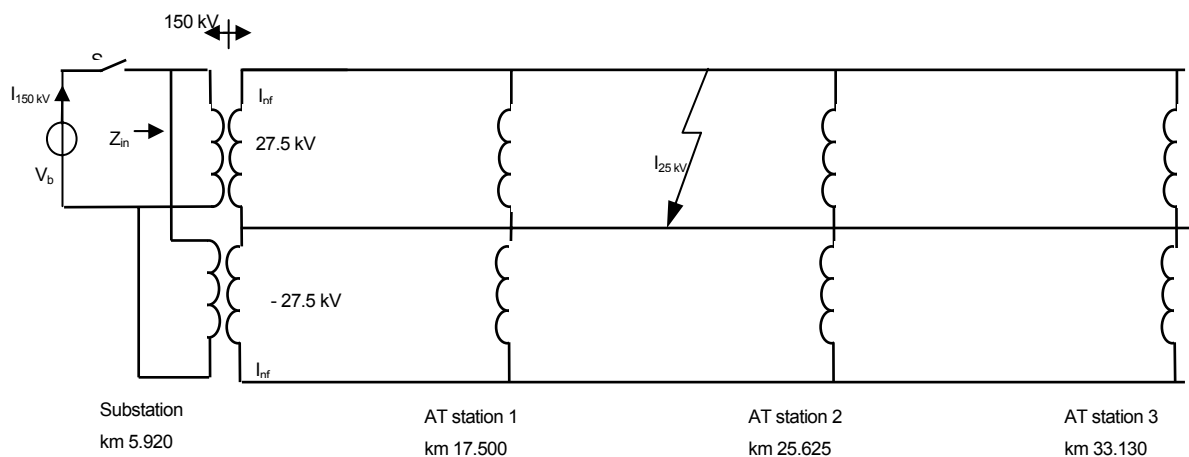 150 kV
S
I150 kV
Inf
Zin
27.5 kV
I25 kV
Vb
- 27.5 kV
Inf
Substation
km 5.920
AT station 1
km 17.500
AT station 2
km 25.625
AT station 3
km 33.130